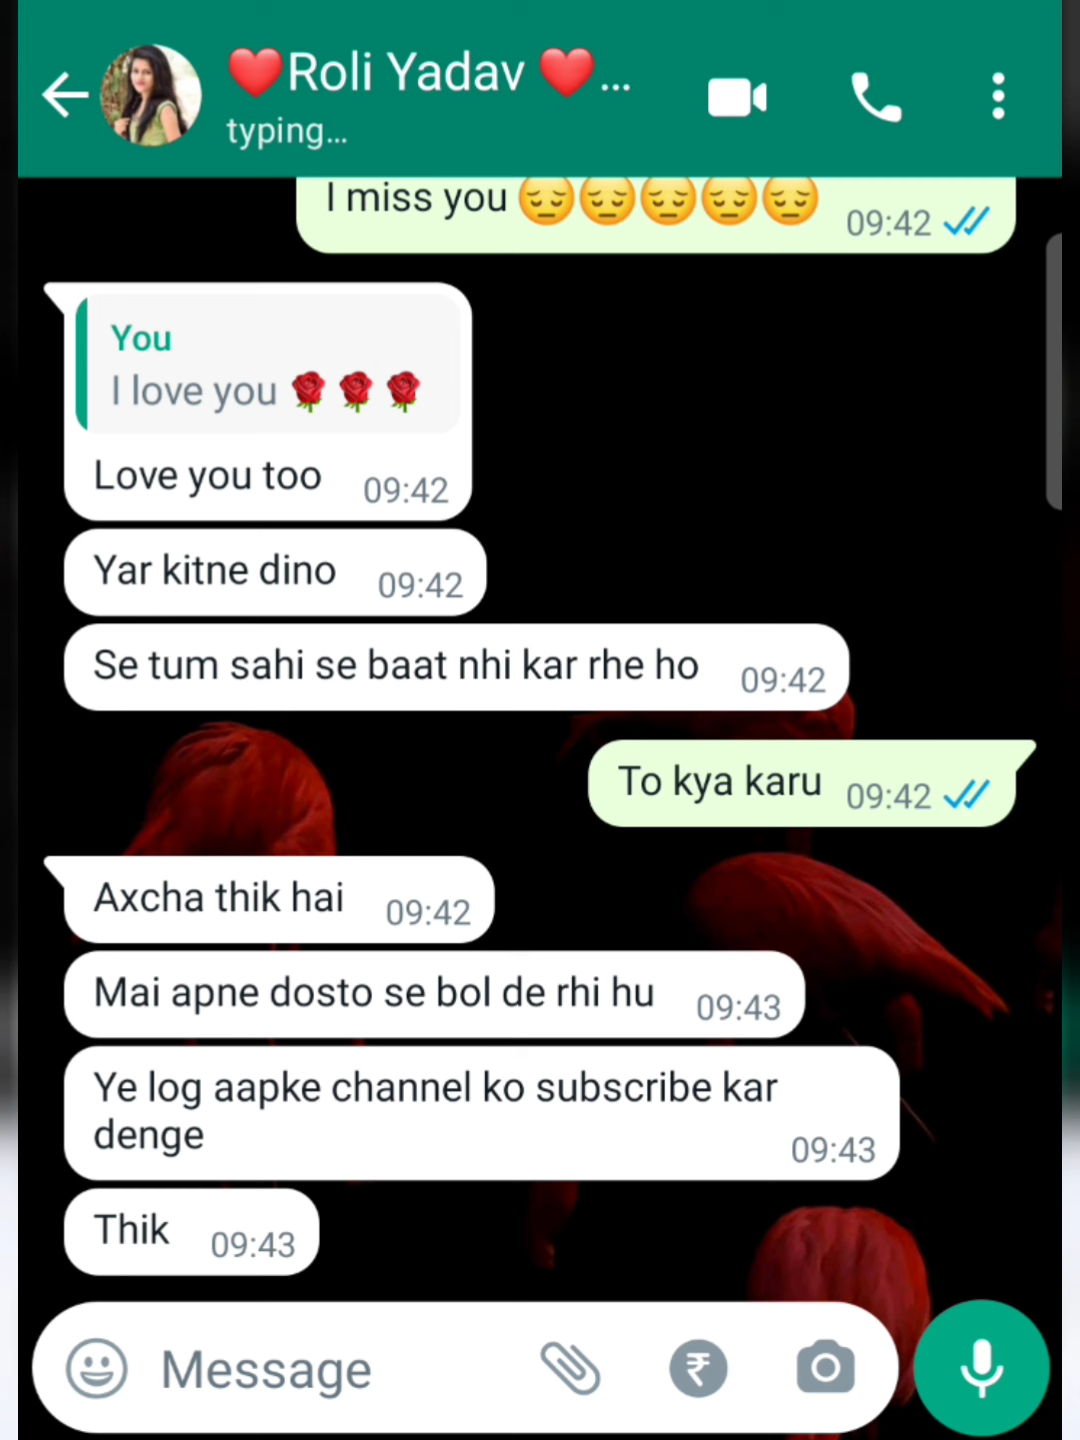 ❤️Roli Yadav ❤️...
typing...
I miss you 😔😔😔😔😔 09:42
You
I love you 🌹🌹🌹
Love you too 09:42
Yar kitne dino 09:42
Se tum sahi se baat nhi kar rhe ho 09:42
To kya karu 09:42
Axcha thik hai 09:42
Mai apne dosto se bol de rhi hu 09:43
Ye log aapke channel ko subscribe kar
denge 09:43
Thik 09:43
Message
₹